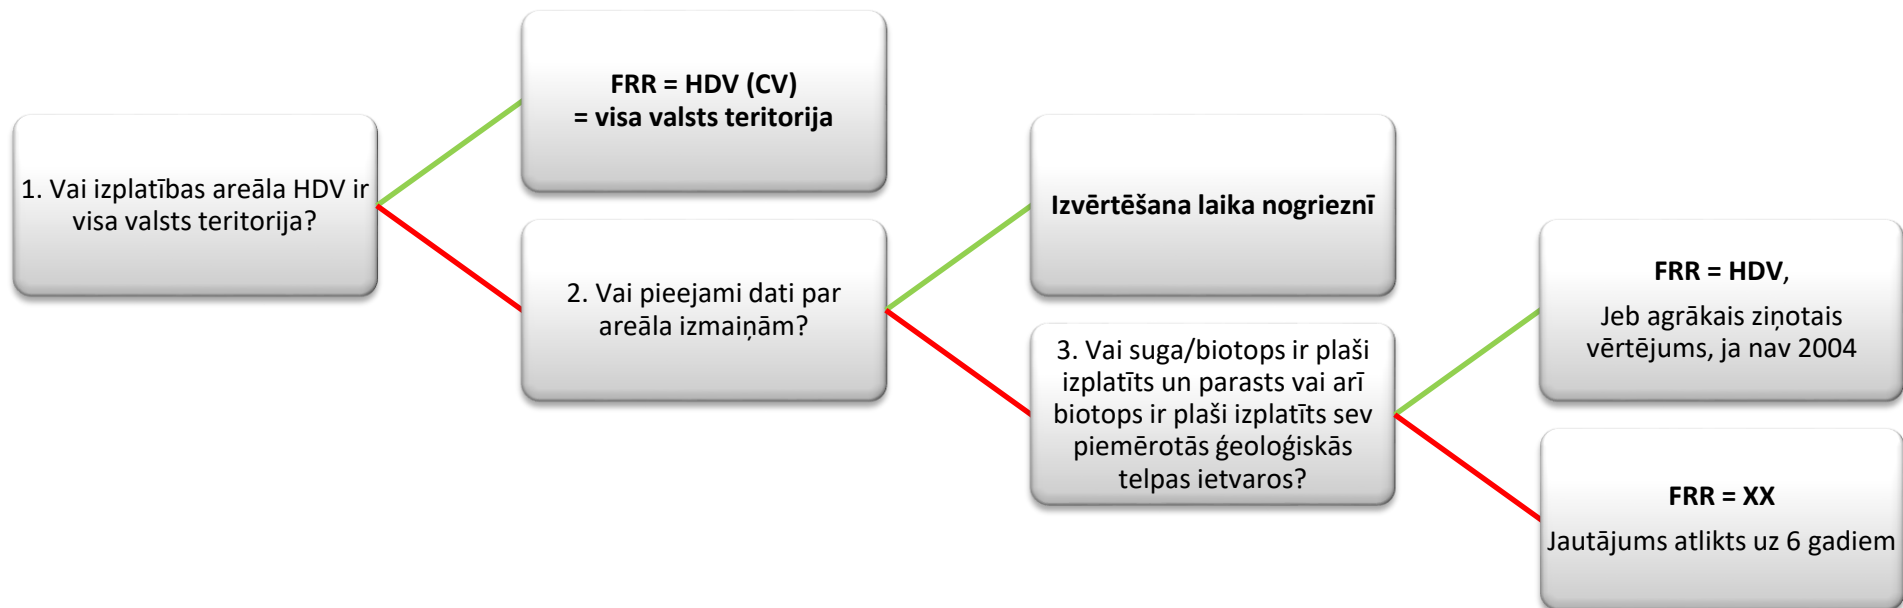 1. Vai izplatības areāla HDV ir
visa valsts teritorija?
FRR = HDV (CV)
= visa valsts teritorija
2. Vai pieejami dati par
areāla izmaiņām?
Izvērtēšana laika nogrieznī
3. Vai suga/biotops ir plaši
izplatīts un parasts vai arī
biotops ir plaši izplatīts sev
piemērotās ģeoloģiskās
telpas ietvaros?
FRR = HDV,
Jeb agrākais ziņotais
vērtējums, ja nav 2004
FRR = XX
Jautājums atlikts uz 6 gadiem